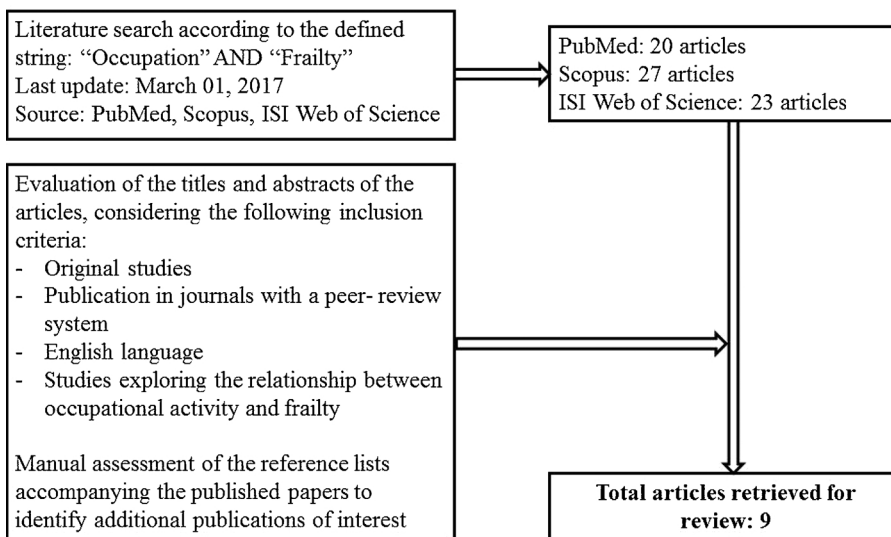 Literature search according to the defined
string: “Occupation” AND “Frailty”
Last update: March 01, 2017
Source: PubMed, Scopus, ISI Web of Science
PubMed: 20 articles
Scopus: 27 articles
ISI Web of Science: 23 articles
Evaluation of the titles and abstracts of the
articles, considering the following inclusion
criteria:
- Original studies
- Publication in journals with a peer- review
system
- English language
- Studies exploring the relationship between
occupational activity and frailty
Manual assessment of the reference lists
accompanying the published papers to
identify additional publications of interest
Total articles retrieved for
review: 9